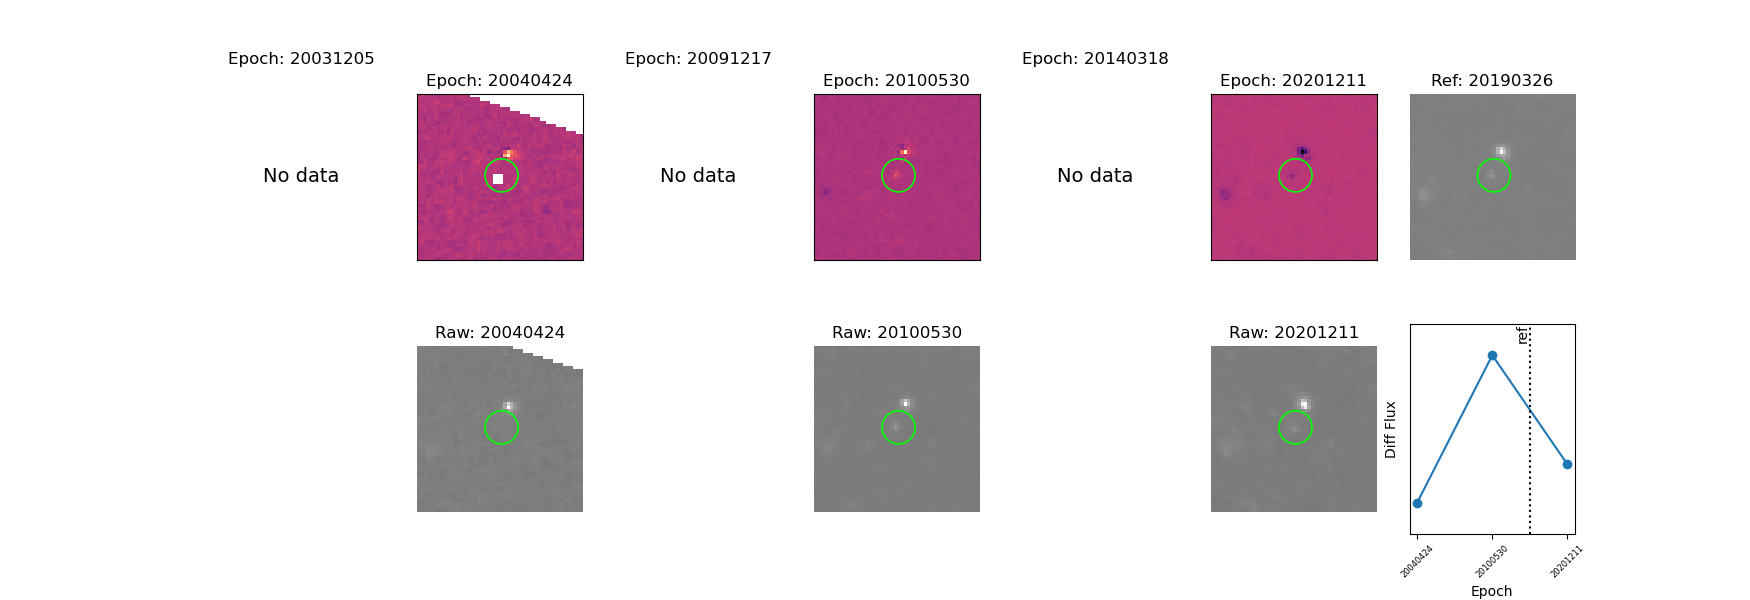 Epoch: 20031205
Epoch: 20091217
Epoch: 20140318
Epoch: 20040424
Epoch: 20100530
Epoch: 20201211
Ref: 20190326
No data
No data
No data
Raw: 20040424
Raw: 20100530
Raw: 20201211
ref
Diff Flux
20040424
20100530
20201211
Epoch